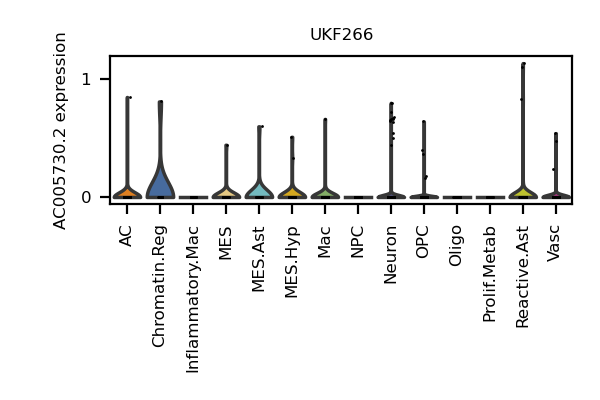 UKF266
AC005730.2 expression
1
0
AC
Chromatin.Reg
Inflammatory.Mac
MES
MES.Ast
MES.Hyp
Mac
NPC
Neuron
OPC
Oligo
Prolif.Metab
Reactive.Ast
Vasc